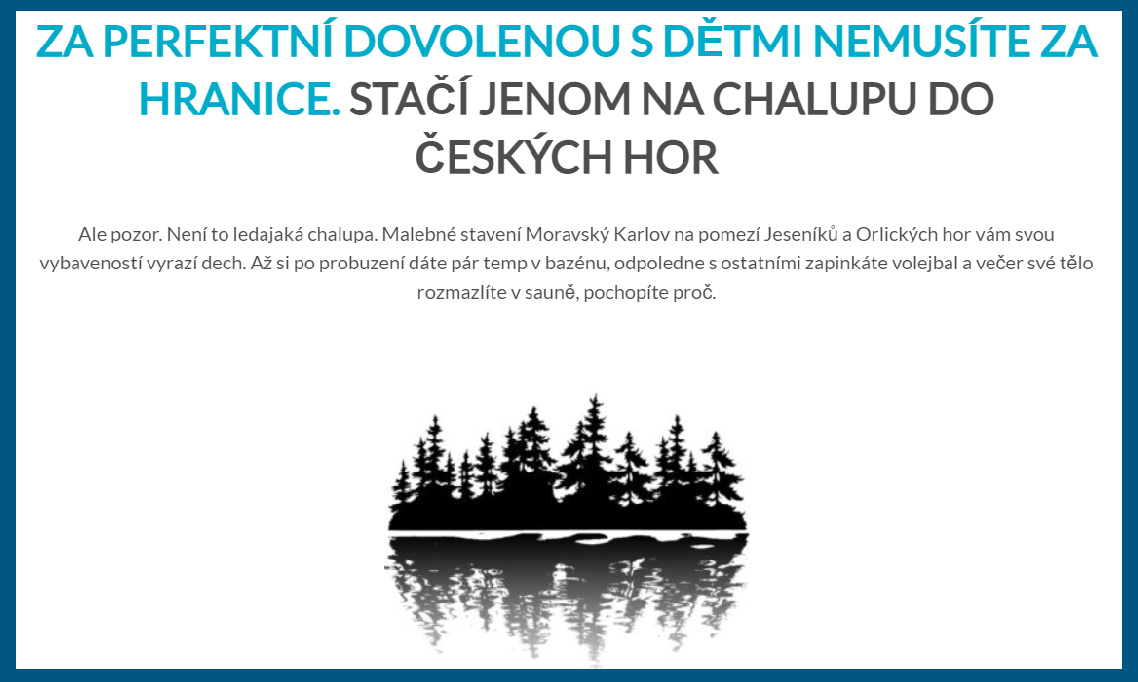 ZA PERFEKTNÍ DOVOLENOU S DĚTMI NEMUSÍTE ZA
HRANICE. STAČÍ JENOM NA CHALUPU DO
ČESKÝCH HOR
Ale pozor. Není to ledajaká chalupa. Malebné stavení Moravský Karlov na pomezí Jeseníků a Orlických hor vám svou
vybaveností vyrazí dech. Až si po probuzení dáte pár temp v bazénu, odpoledne s ostatními zapinkáte volejbal a večer své tělo
rozmazlíte v sauně, pochopíte proč.